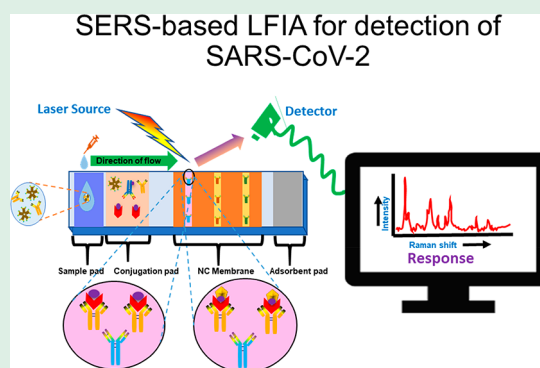 SERS-based LFIA for detection of
SARS-CoV-2
Laser Source
Detector
Direction of flow
Intensity
Raman shift
Response
Sample pad
Conjugation pad
NC Membrane
Adsorbent pad